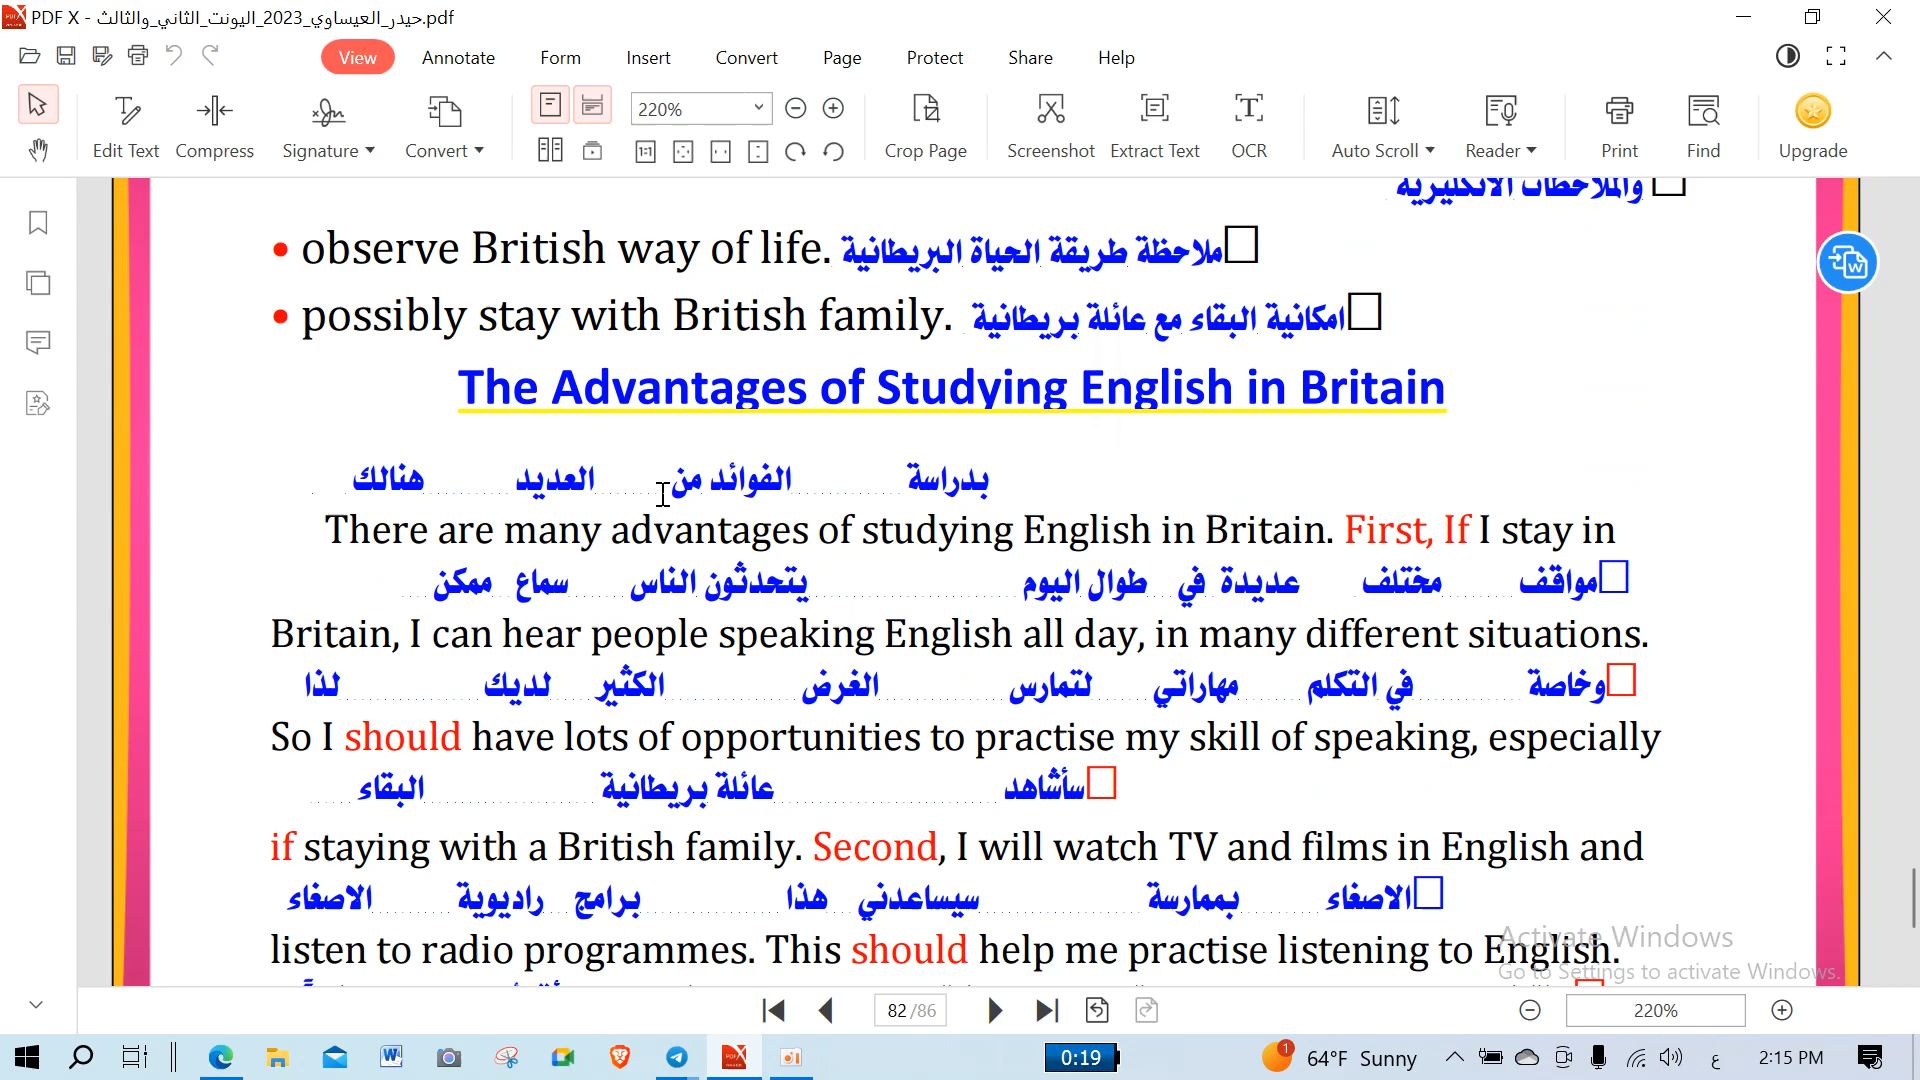 PDF X - حيدر_العيساوي_2023_اليونت_الثاني_والثالث.pdf
View Annotate Form Insert Convert Page Protect Share Help
220%
Edit Text Compress Signature Convert Crop Page Screenshot Extract Text OCR Auto Scroll Reader Print Find Upgrade
والملاحظات الانكليزية
• observe British way of life. ملاحظة طريقة الحياة البريطانية
• possibly stay with British family. امكانية البقاء مع عائلة بريطانية
The Advantages of Studying English in Britain
هنالك العديد من الفوائد بدراسة
There are many advantages of studying English in Britain. First, If I stay in
ممكن سماع الناس يتحدثون طوال اليوم في عديدة مختلف مواقف
Britain, I can hear people speaking English all day, in many different situations.
لذا لديك الكثير الغرض لتمارس مهاراتي في التكلم وخاصة
So I should have lots of opportunities to practise my skill of speaking, especially
البقاء عائلة بريطانية سأشاهد
if staying with a British family. Second, I will watch TV and films in English and
الاصغاء راديوية برامج هذا سيساعدني بممارسة الاصغاء
listen to radio programmes. This should help me practise listening to English.
Activate Windows
Go to Settings to activate Windows.
82 /86
220%
0:19
1
64°F Sunny
ع
2:15 PM